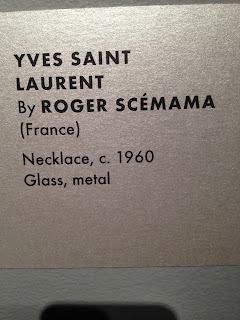 YVES SAINT
LAURENT
By ROGER SCÉMAMA
(France)
Necklace, c. 1960
Glass, metal